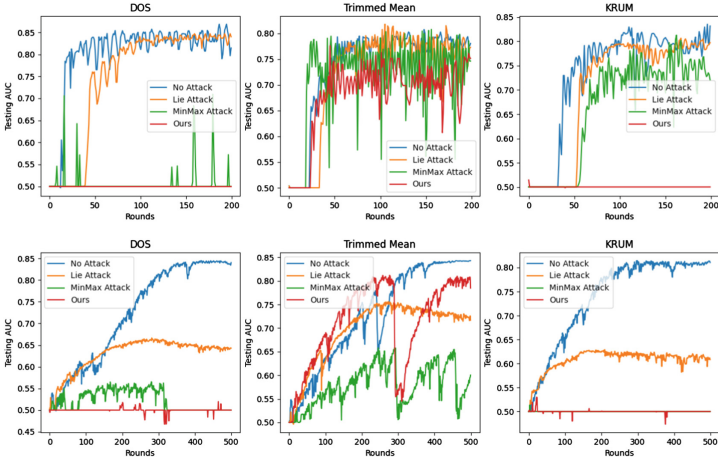 DOS
Testing AUC
0.85
0.80
0.75
0.70
0.65
0.60
0.55
0.50
No Attack
Lie Attack
MinMax Attack
Ours
0 50 100 150 200
Rounds
Trimmed Mean
Testing AUC
0.80
0.75
0.70
0.65
0.60
0.55
0.50
No Attack
Lie Attack
MinMax Attack
Ours
0 50 100 150 200
Rounds
KRUM
Testing AUC
0.85
0.80
0.75
0.70
0.65
0.60
0.55
0.50
No Attack
Lie Attack
MinMax Attack
Ours
0 50 100 150 200
Rounds
DOS
Testing AUC
0.85
0.80
0.75
0.70
0.65
0.60
0.55
0.50
0.45
No Attack
Lie Attack
MinMax Attack
Ours
0 100 200 300 400 500
Rounds
Trimmed Mean
Testing AUC
0.85
0.80
0.75
0.70
0.65
0.60
0.55
0.50
No Attack
Lie Attack
MinMax Attack
Ours
0 100 200 300 400 500
Rounds
KRUM
Testing AUC
0.80
0.70
0.60
0.50
No Attack
Lie Attack
MinMax Attack
Ours
0 100 200 300 400 500
Rounds